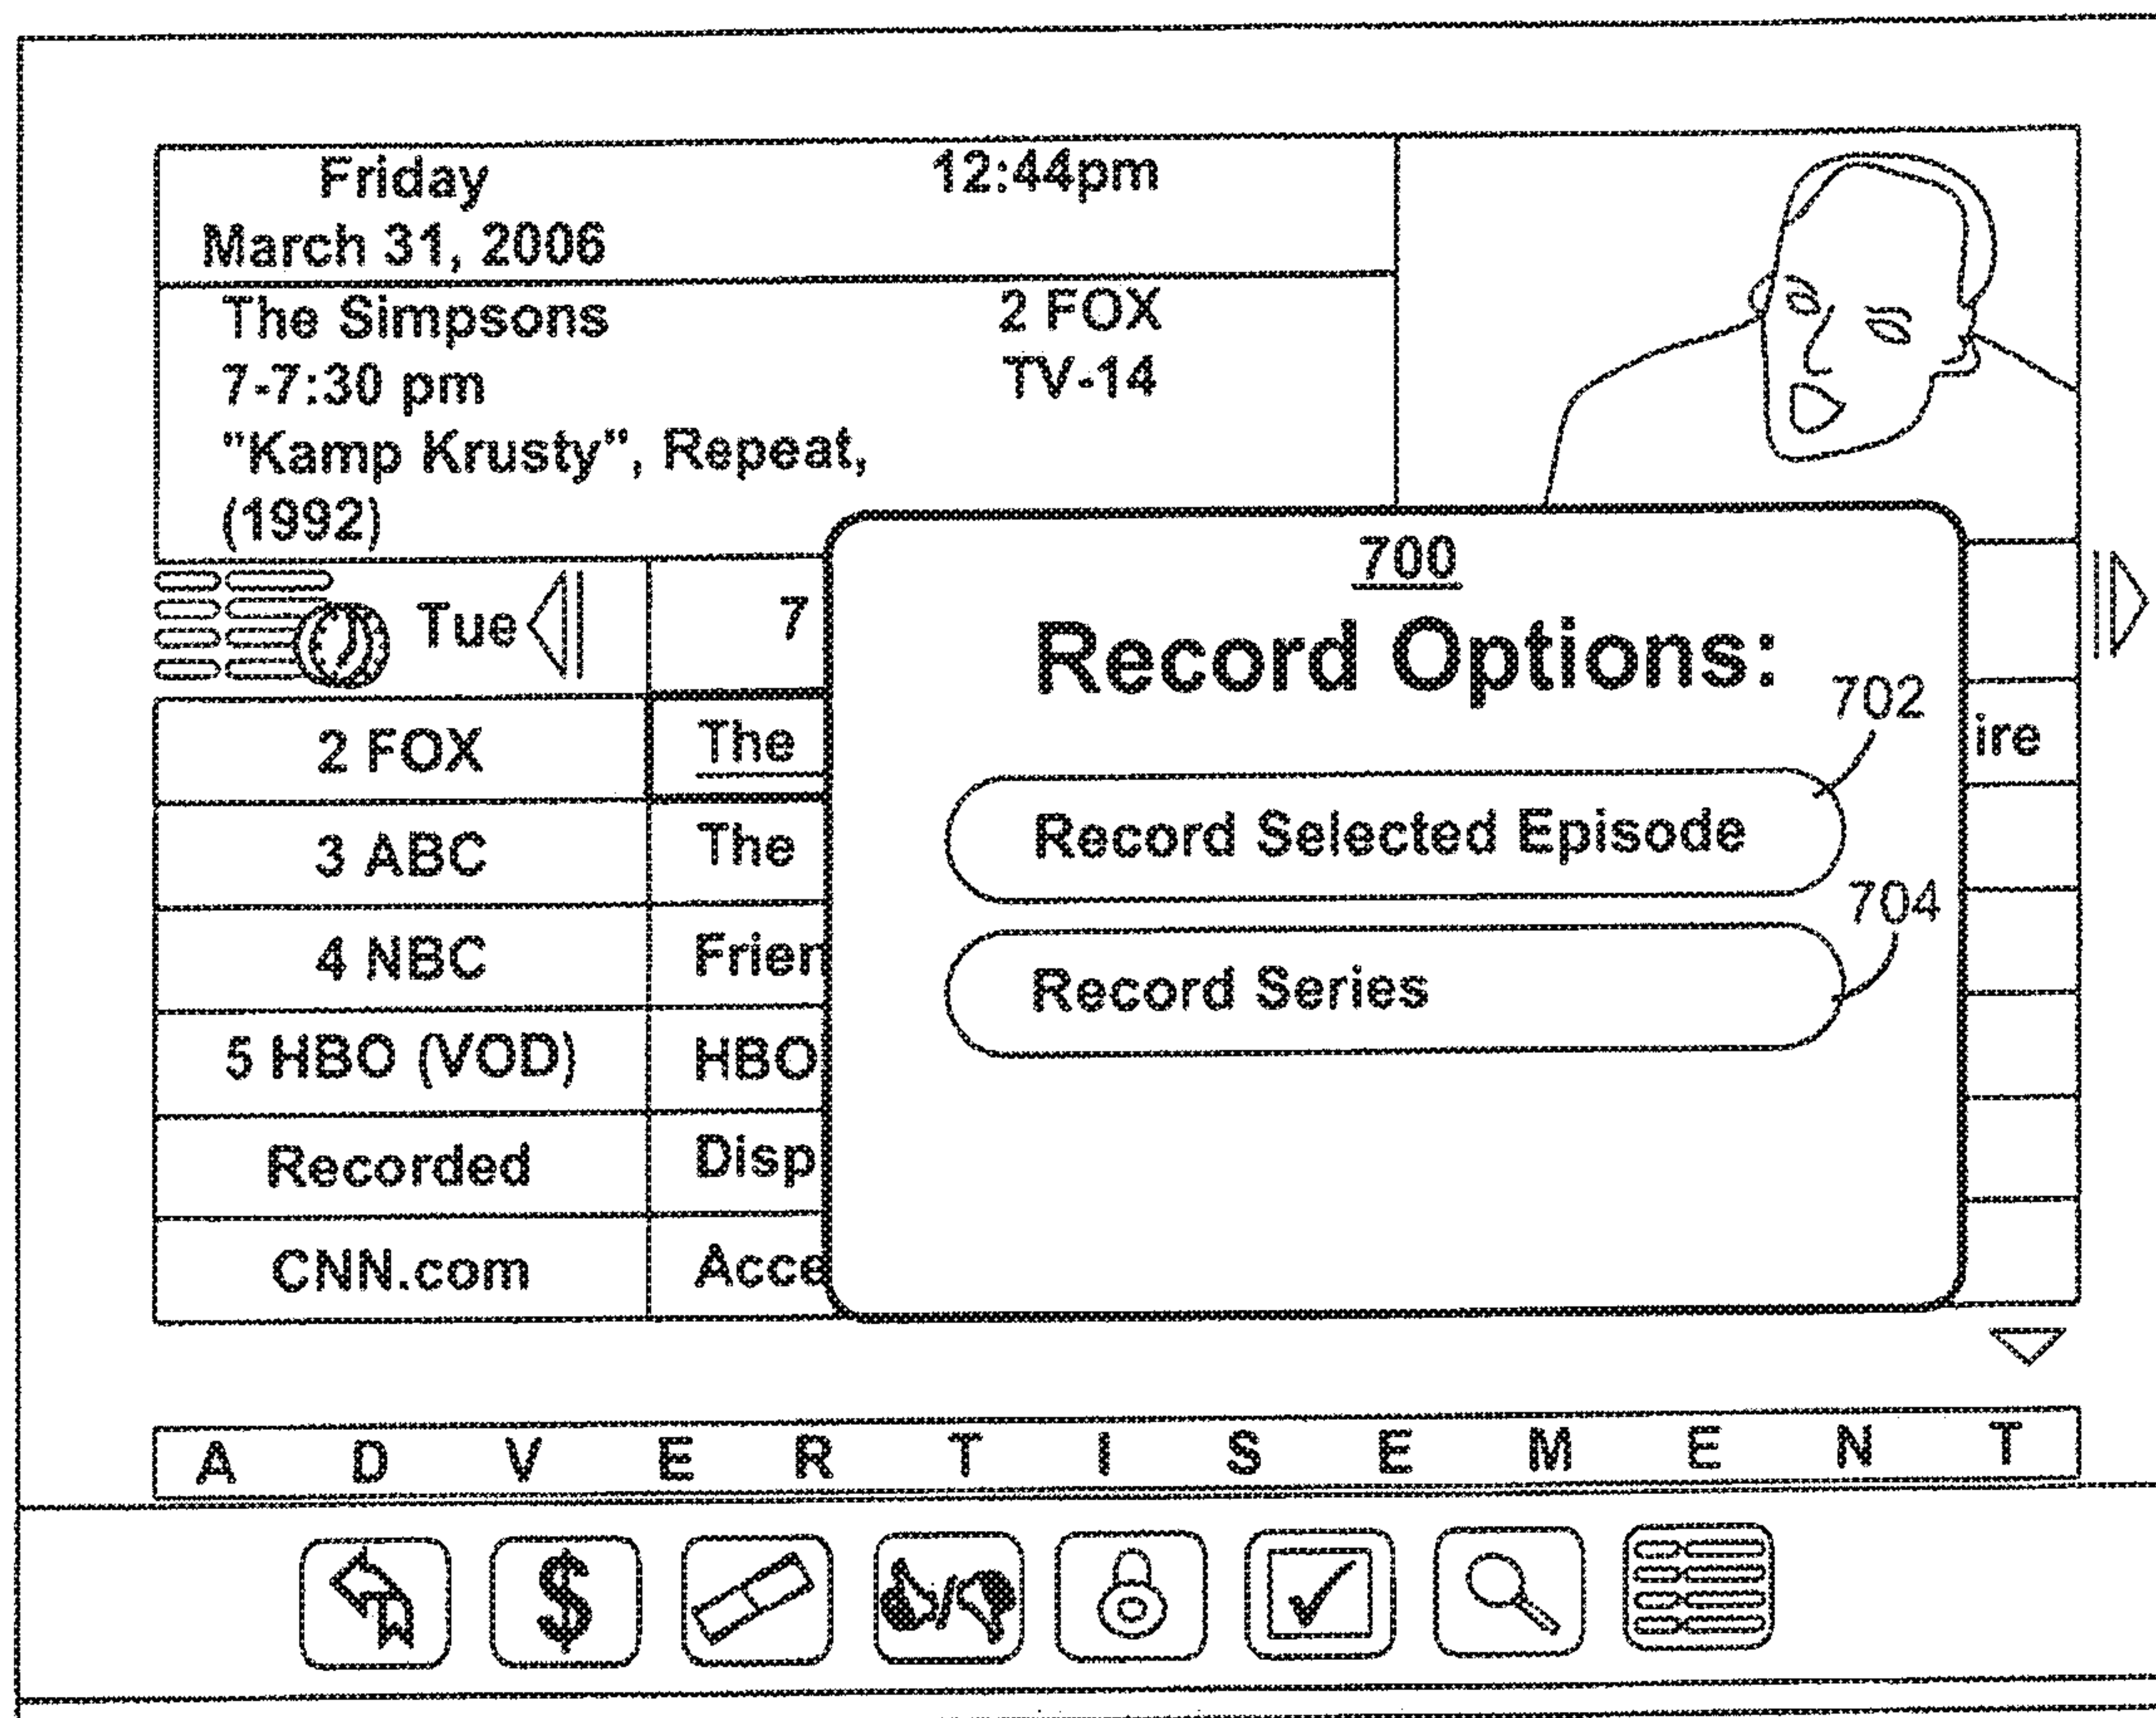 Friday 12:44pm
March 31, 2006
The Simpsons 2 FOX
7-7:30 pm TV-14
"Kamp Krusty", Repeat,
(1992)
700
Tue 7
Record Options:
702
2 FOX The ire
Record Selected Episode
3 ABC The
704
4 NBC Frien
Record Series
5 HBO (VOD) HBO
Recorded Disp
CNN.com Acce
A D V E R T I S E M E N T
$